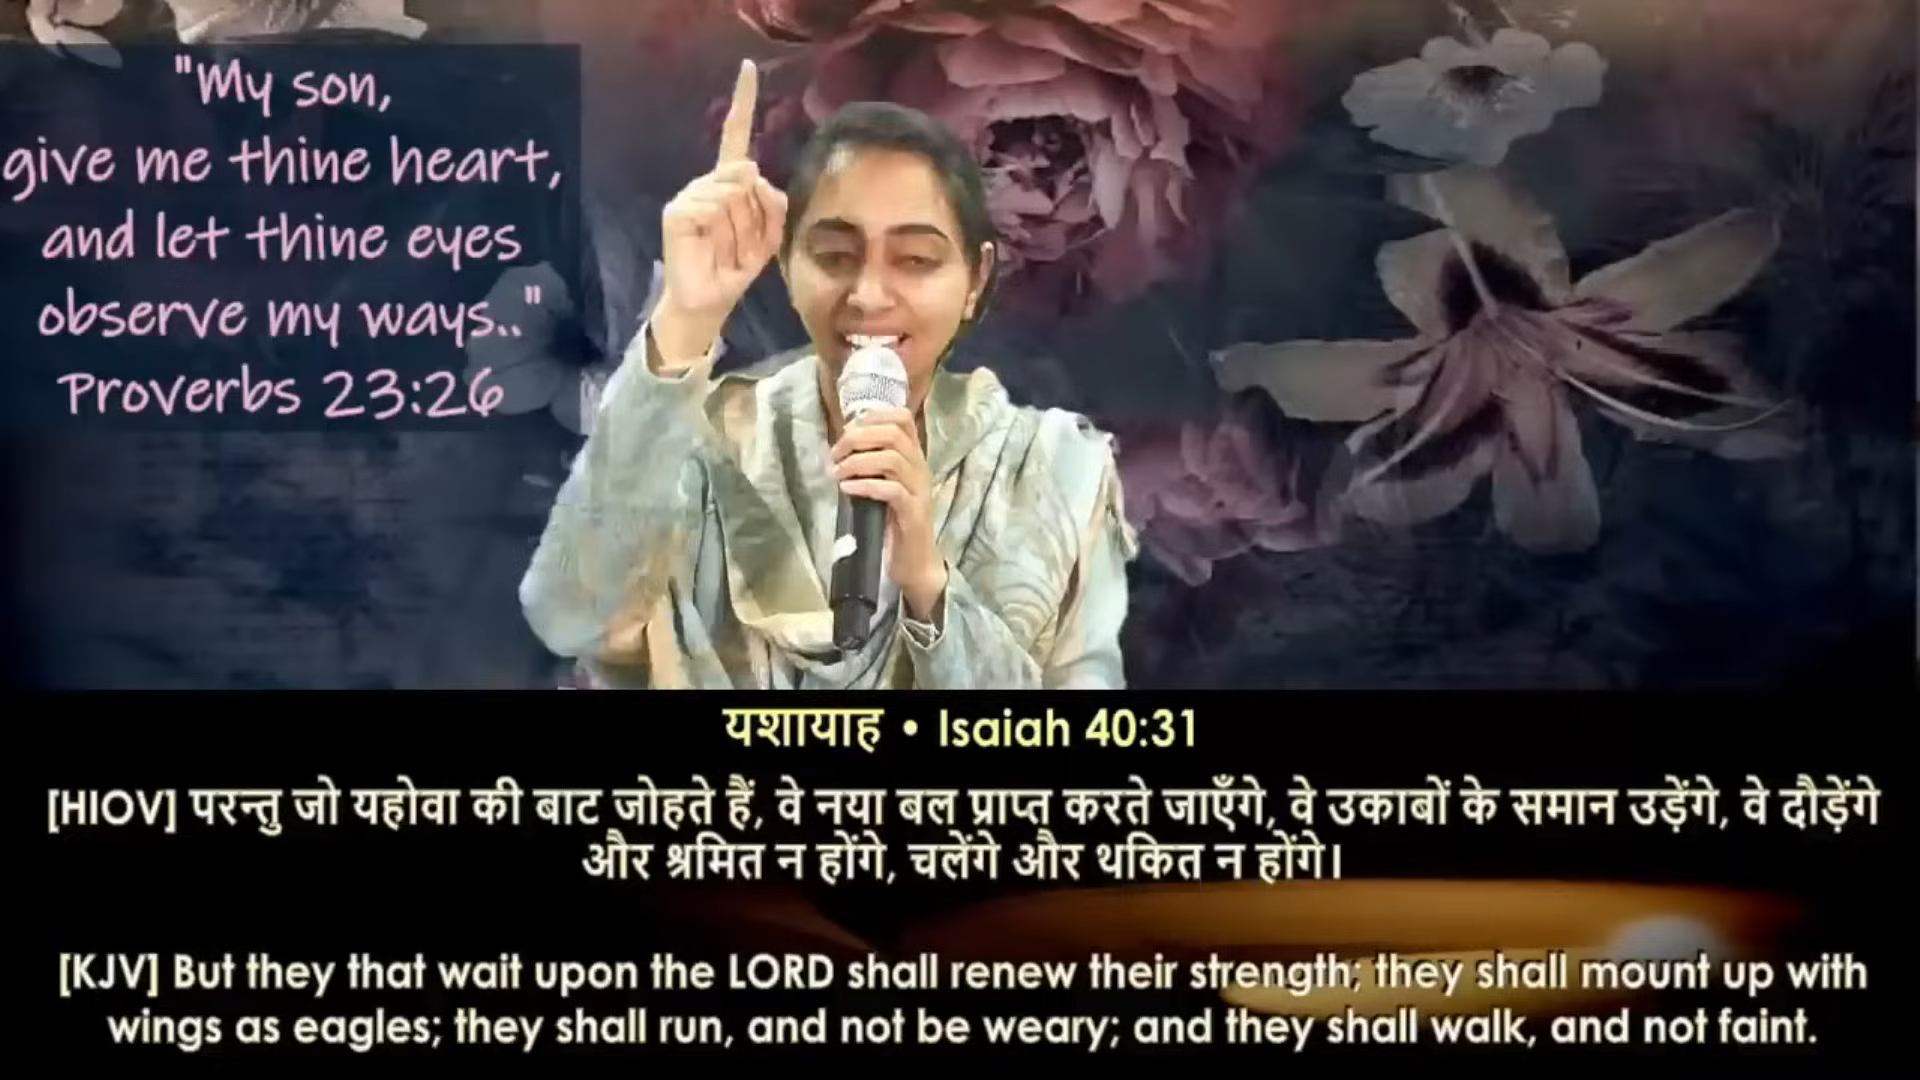 "My son,
give me thine heart,
and let thine eyes
observe my ways.."
Proverbs 23:26
यशायाह • Isaiah 40:31
[HIOV] परन्तु जो यहोवा की बाट जोहते हैं, वे नया बल प्राप्त करते जाएँगे, वे उकाबों के समान उड़ेंगे, वे दौड़ेंगे
और श्रमित न होंगे, चलेंगे और थकित न होंगे।
[KJV] But they that wait upon the LORD shall renew their strength; they shall mount up with
wings as eagles; they shall run, and not be weary; and they shall walk, and not faint.